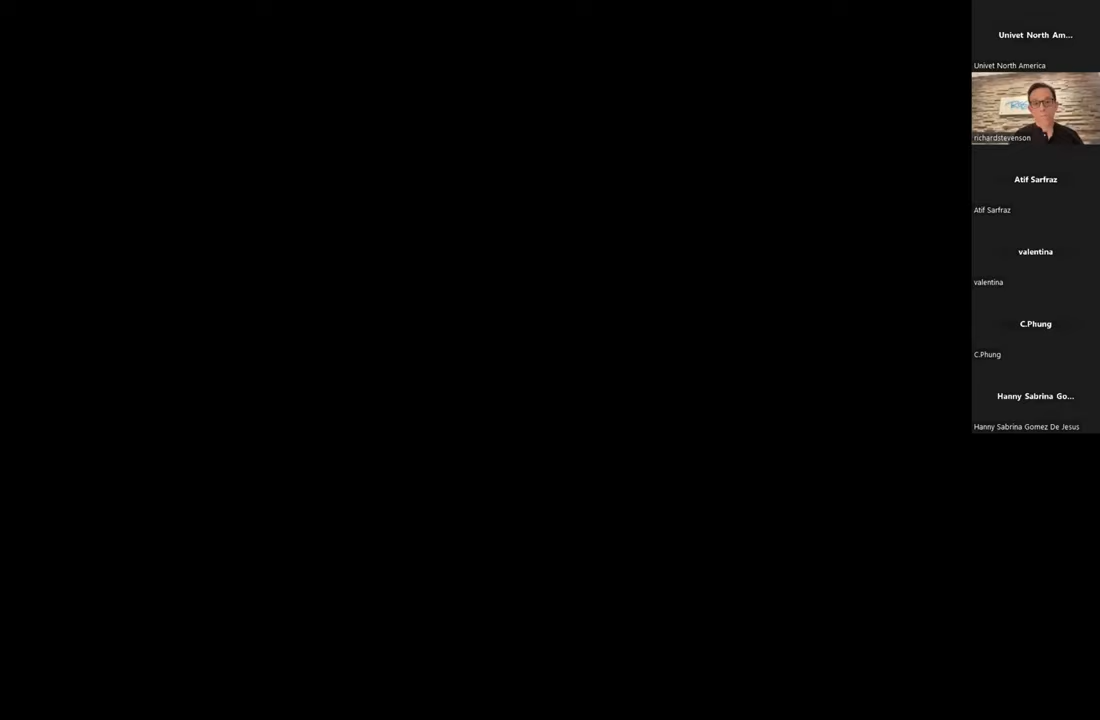 Univet North Am...
Univet North America
richardstevenson
Atif Sarfraz
Atif Sarfraz
valentina
valentina
C.Phung
C.Phung
Hanny Sabrina Go...
Hanny Sabrina Gomez De Jesus